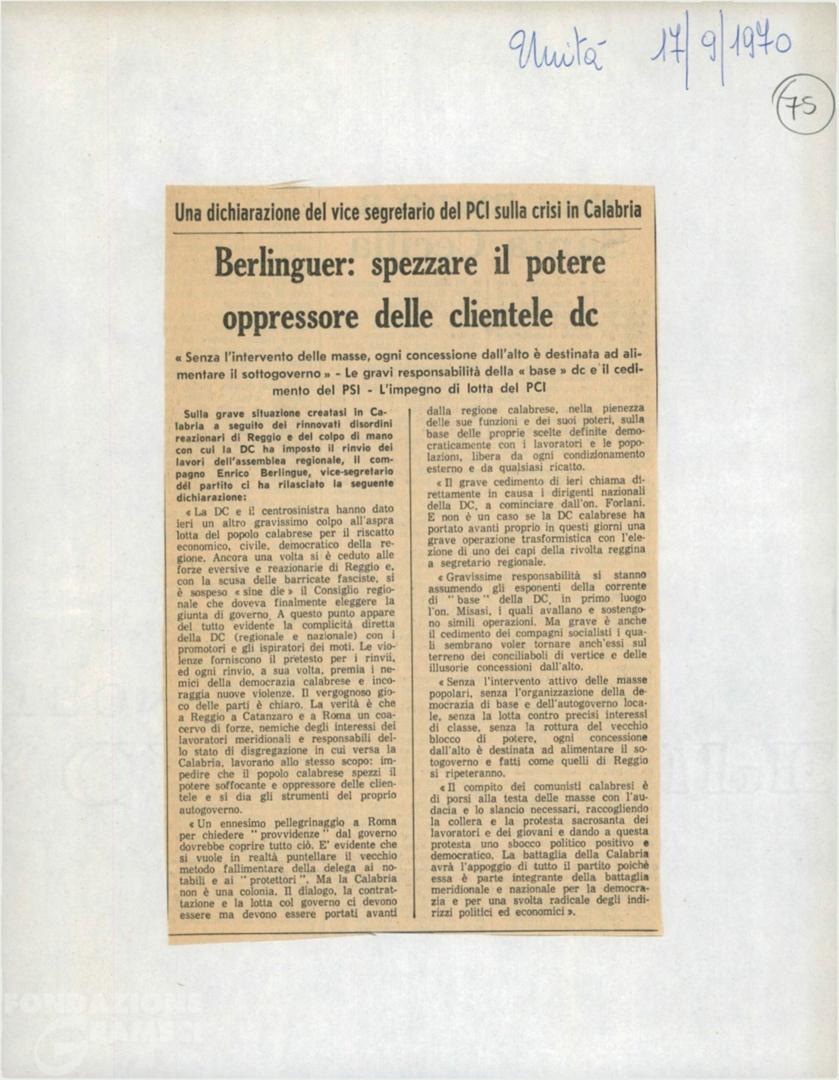 Unità 17/9/1970
75
Una dichiarazione del vice segretario del PCI sulla crisi in Calabria
Berlinguer: spezzare il potere
oppressore delle clientele dc
« Senza l'intervento delle masse, ogni concessione dall'alto è destinata ad ali-
mentare il sottogoverno » - Le gravi responsabilità della « base » dc e il cedi-
mento del PSI - L'impegno di lotta del PCI
Sulla grave situazione creatasi in Ca-
labria a seguito dei rinnovati disordini
reazionari di Reggio e del colpo di mano
con cui la DC ha imposto il rinvio dei
lavori dell'assemblea regionale, il com-
pagno Enrico Berlingue, vice-segretario
del partito ci ha rilasciato la seguente
dichiarazione:
« La DC e il centrosinistra hanno dato
ieri un altro gravissimo colpo all'aspra
lotta del popolo calabrese per il riscatto
economico, civile, democratico della re-
gione. Ancora una volta si è ceduto alle
forze eversive e reazionarie di Reggio e,
con la scusa delle barricate fasciste, si
è sospeso « sine die » il Consiglio regio-
nale che doveva finalmente eleggere la
giunta di governo. A questo punto appare
del tutto evidente la complicità diretta
della DC (regionale e nazionale) con i
promotori e gli ispiratori dei moti. Le vio-
lenze forniscono il pretesto per i rinvii,
ed ogni rinvio, a sua volta, premia i ne-
mici della democrazia calabrese e inco-
raggia nuove violenze. Il vergognoso gio-
co delle parti è chiaro. La verità è che
a Reggio a Catanzaro e a Roma un coa-
cervo di forze, nemiche degli interessi dei
lavoratori meridionali e responsabili del-
lo stato di disgregazione in cui versa la
Calabria, lavorano allo stesso scopo: im-
pedire che il popolo calabrese spezzi il
potere soffocante e oppressore delle clien-
tele e si dia gli strumenti del proprio
autogoverno.
« Un ennesimo pellegrinaggio a Roma
per chiedere " provvidenze " dal governo
dovrebbe coprire tutto ciò. E' evidente che
si vuole in realtà puntellare il vecchio
metodo fallimentare della delega ai no-
tabili e ai " protettori ". Ma la Calabria
non è una colonia. Il dialogo, la contrat-
tazione e la lotta col governo ci devono
essere ma devono essere portati avanti
dalla regione calabrese, nella pienezza
delle sue funzioni e dei suoi poteri, sulla
base delle proprie scelte definite demo-
craticamente con i lavoratori e le popo-
lazioni, libera da ogni condizionamento
esterno e da qualsiasi ricatto.
« Il grave cedimento di ieri chiama di-
rettamente in causa i dirigenti nazionali
della DC, a cominciare dall'on. Forlani.
E non è un caso se la DC calabrese ha
portato avanti proprio in questi giorni una
grave operazione trasformistica con l'ele-
zione di uno dei capi della rivolta reggina
a segretario regionale.
« Gravissime responsabilità si stanno
assumendo gli esponenti della corrente
di " base " della DC, in primo luogo
l'on. Misasi, i quali avallano e sostengo-
no simili operazioni. Ma grave è anche
il cedimento dei compagni socialisti i qua-
li sembrano voler tornare anch'essi sul
terreno dei conciliaboli di vertice e delle
illusorie concessioni dall'alto.
« Senza l'intervento attivo delle masse
popolari, senza l'organizzazione della de-
mocrazia di base e dell'autogoverno loca-
le, senza la lotta contro precisi interessi
di classe, senza la rottura del vecchio
blocco di potere, ogni concessione
dall'alto è destinata ad alimentare il so-
togoverno e fatti come quelli di Reggio
si ripeteranno.
« Il compito dei comunisti calabresi è
di porsi alla testa delle masse con l'au-
dacia e lo slancio necessari, raccogliendo
la collera e la protesta sacrosanta dei
lavoratori e dei giovani e dando a questa
protesta uno sbocco politico positivo e
democratico. La battaglia della Calabria
avrà l'appoggio di tutto il partito poichè
essa è parte integrante della battaglia
meridionale e nazionale per la democra-
zia e per una svolta radicale degli indi-
rizzi politici ed economici ».
FONDAZIONE
GRAMSCI